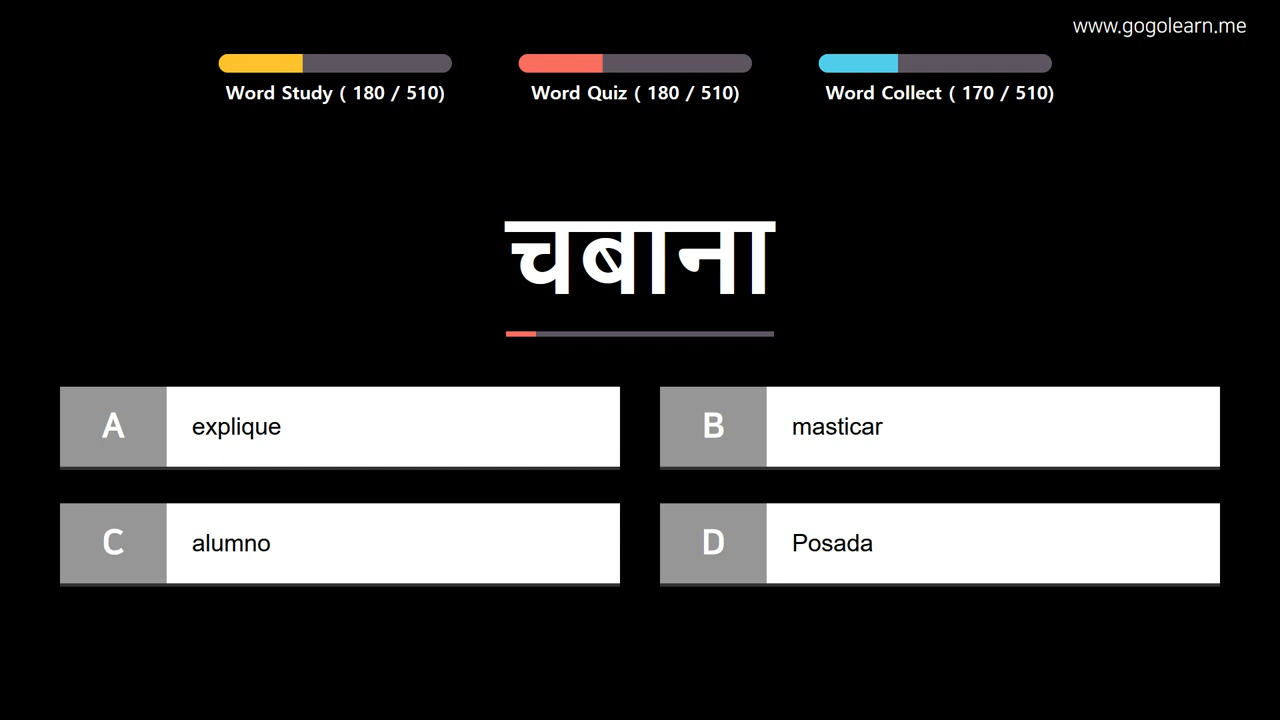 www.gogolearn.me
Word Study ( 180 / 510)
Word Quiz ( 180 / 510)
Word Collect ( 170 / 510)
चबाना
A
explique
B
masticar
C
alumno
D
Posada